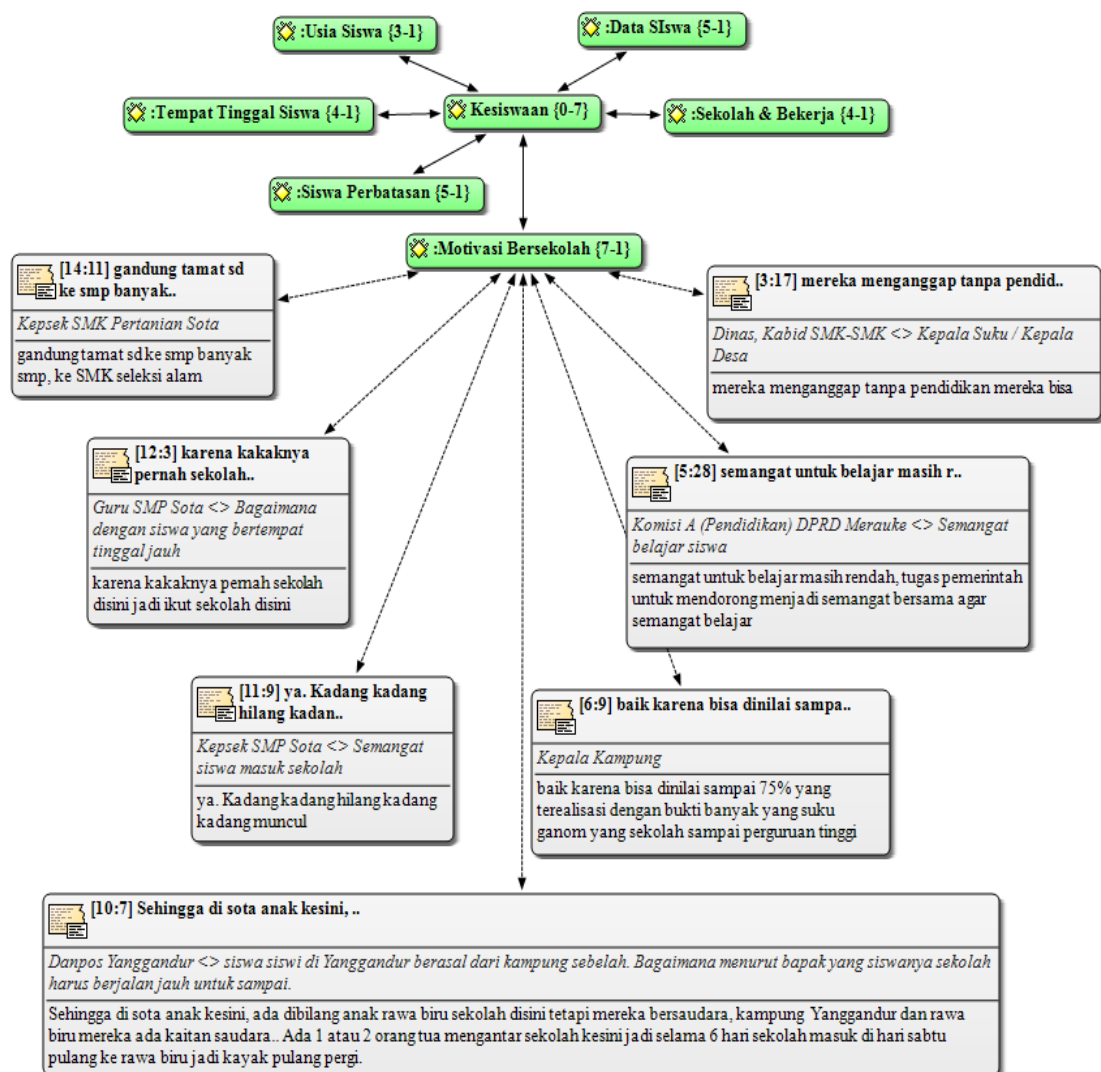 :Usia Siswa {3-1}
:Data SIswa {5-1}
:Tempat Tinggal Siswa {4-1}
Kesiswaan {0-7}
:Sekolah & Bekerja {4-1}
:Siswa Perbatasan {5-1}
:Motivasi Bersekolah {7-1}
[14:11] gandung tamat sd
ke smp banyak..
Kepsek SMK Pertanian Sota
gandung tamat sd ke smp banyak
smp, ke SMK seleksi alam
[3:17] mereka menganggap tanpa pendid..
Dinas, Kabid SMK-SMK <> Kepala Suku / Kepala
Desa
mereka menganggap tanpa pendidikan mereka bisa
[12:3] karena kakaknya
pernah sekolah..
Guru SMP Sota <> Bagaimana
dengan siswa yang bertempat
tinggal jauh
karena kakaknya pernah sekolah
disini jadi ikut sekolah disini
[5:28] semangat untuk belajar masih r..
Komisi A (Pendidikan) DPRD Merauke <> Semangat
belajar siswa
semangat untuk belajar masih rendah, tugas pemerintah
untuk mendorong menjadi semangat bersama agar
semangat belajar
[11:9] ya. Kadang kadang
hilang kadan..
Kepsek SMP Sota <> Semangat
siswa masuk sekolah
ya. Kadang kadang hilang kadang
kadang muncul
[6:9] baik karena bisa dinilai sampa..
Kepala Kampung
baik karena bisa dinilai sampai 75% yang
terealisasi dengan bukti banyak yang suku
ganom yang sekolah sampai perguruan tinggi
[10:7] Sehingga di sota anak kesini, ..
Danpos Yanggandur <> siswa siswi di Yanggandur berasal dari kampung sebelah. Bagaimana menurut bapak yang siswanya sekolah
harus berjalan jauh untuk sampai.
Sehingga di sota anak kesini, ada dibilang anak rawa biru sekolah disini tetapi mereka bersaudara, kampung Yanggandur dan rawa
biru mereka ada kaitan saudara.. Ada 1 atau 2 orang tua mengantar sekolah kesini jadi selama 6 hari sekolah masuk di hari sabtu
pulang ke rawa biru jadi kayak pulang pergi.